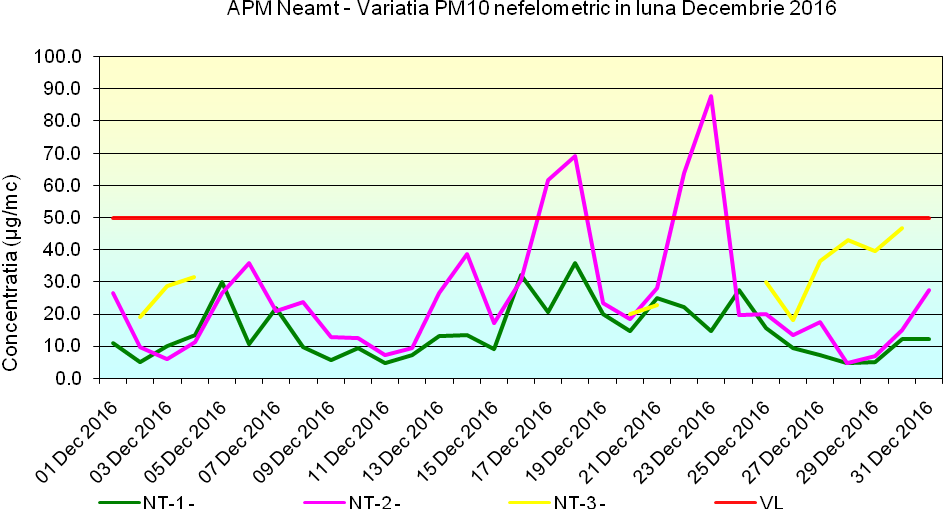 APM Neamt - Variatia PM10 nefelometric in luna Decembrie 2016
Concentratia (µg/mc)
100.0
90.0
80.0
70.0
60.0
50.0
40.0
30.0
20.0
10.0
0.0
01 Dec 2016
03 Dec 2016
05 Dec 2016
07 Dec 2016
09 Dec 2016
11 Dec 2016
13 Dec 2016
15 Dec 2016
17 Dec 2016
19 Dec 2016
21 Dec 2016
23 Dec 2016
25 Dec 2016
27 Dec 2016
29 Dec 2016
31 Dec 2016
NT-1 - NT-2 - NT-3 - VL